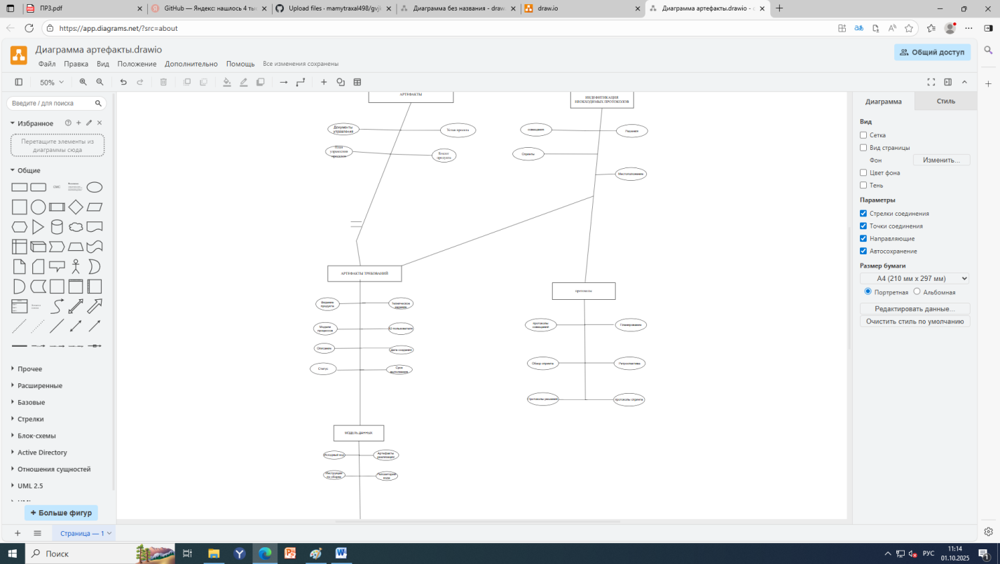 ПР3.pdf
GitHub — Яндекс: нашлось 4 ты
Upload files · mamytraxal498/gvj
Диаграмма без названия - draw
draw.io
Диаграмма артефакты.drawio - d
https://app.diagrams.net/?src=about
Диаграмма артефакты.drawio
Файл Правка Вид Положение Дополнительно Помощь Все изменения сохранены
Общий доступ
50%
Введите / для поиска
Избранное
Перетащите элементы из
диаграммы сюда
Общие
Прочее
Расширенные
Базовые
Стрелки
Блок-схемы
Active Directory
Отношения сущностей
UML 2.5
Больше фигур
АРТЕФАКТЫ
Документы
управления
Устав проекта
План
управления
Бэклог
продукта
ИНДЕФИТИКАЦИЯ
НЕОБХОДИМЫХ ПРОТОКОЛОВ
совещания
Решения
Спринты
Местоположение
АРТЕФАКТЫ ТРЕБОВАНИЙ
Видение
продукта
Техническое
задание
Модели
процессов
ID пользователя
Описание
Дата создания
Статус
Срок
выполнения
протоколы
протоколы
совещаний
Планирование
Обзор спринта
Ретроспектива
Протоколы решений
протоколы спринта
МОДЕЛЬ ДАННЫХ
Исходный код
Артефакты
реализации
Инструкция
по сборке
Репозиторий
кода
Диаграмма
Стиль
Вид
Сетка
Вид страницы
Фон
Изменить...
Цвет фона
Тень
Параметры
Стрелки соединения
Точки соединения
Направляющие
Автосохранение
Размер бумаги
A4 (210 мм x 297 мм)
Портретная Альбомная
Редактировать данные...
Очистить стиль по умолчанию
Страница — 1
Поиск
РУС
11:14
01.10.2025